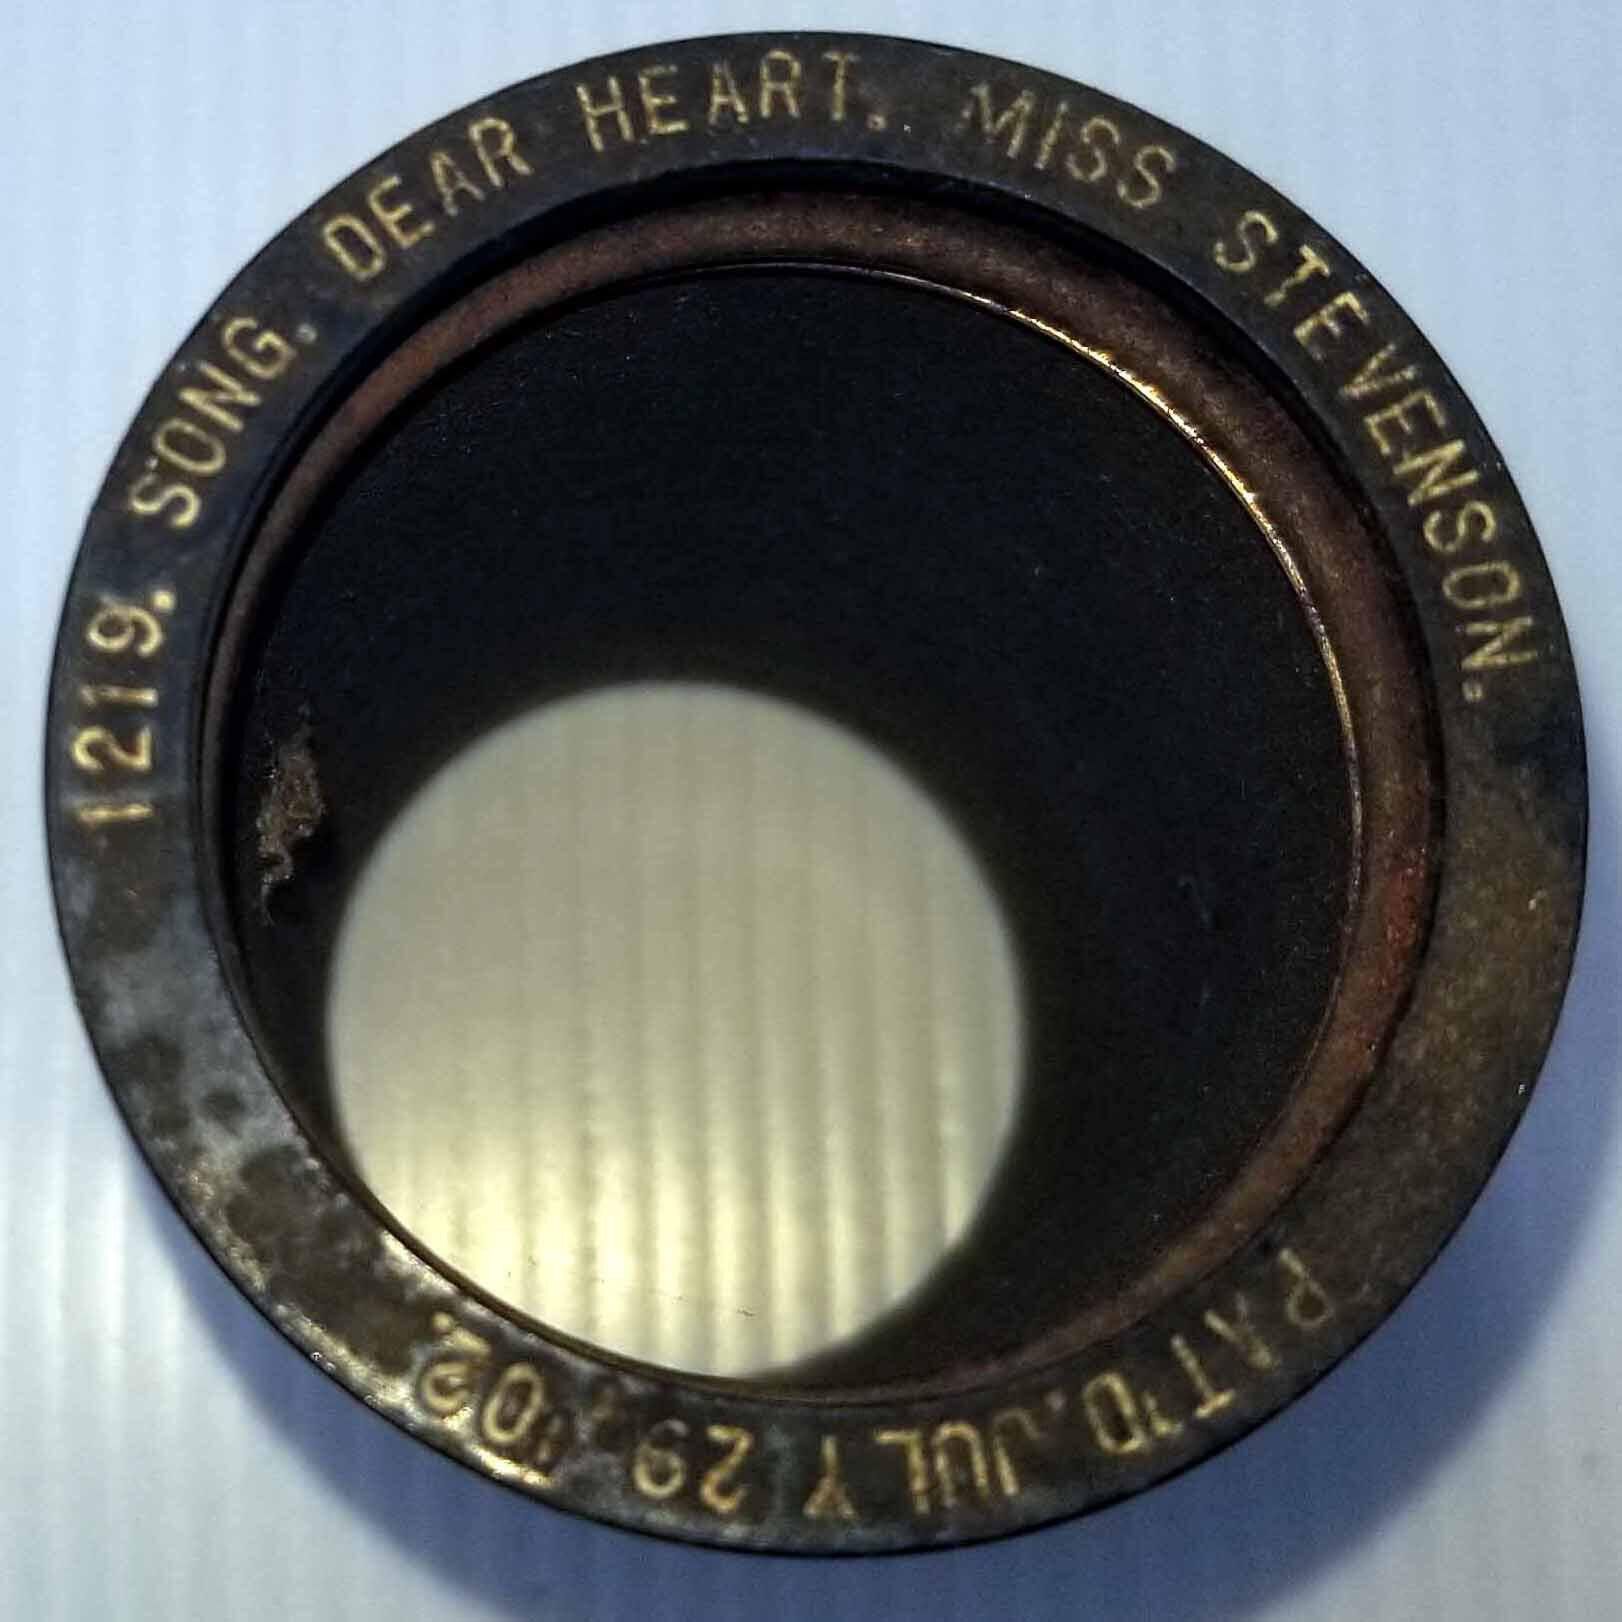 1219. SONG. DEAR HEART. MISS STEVENSON.
PAT'D. JULY 29 '02.